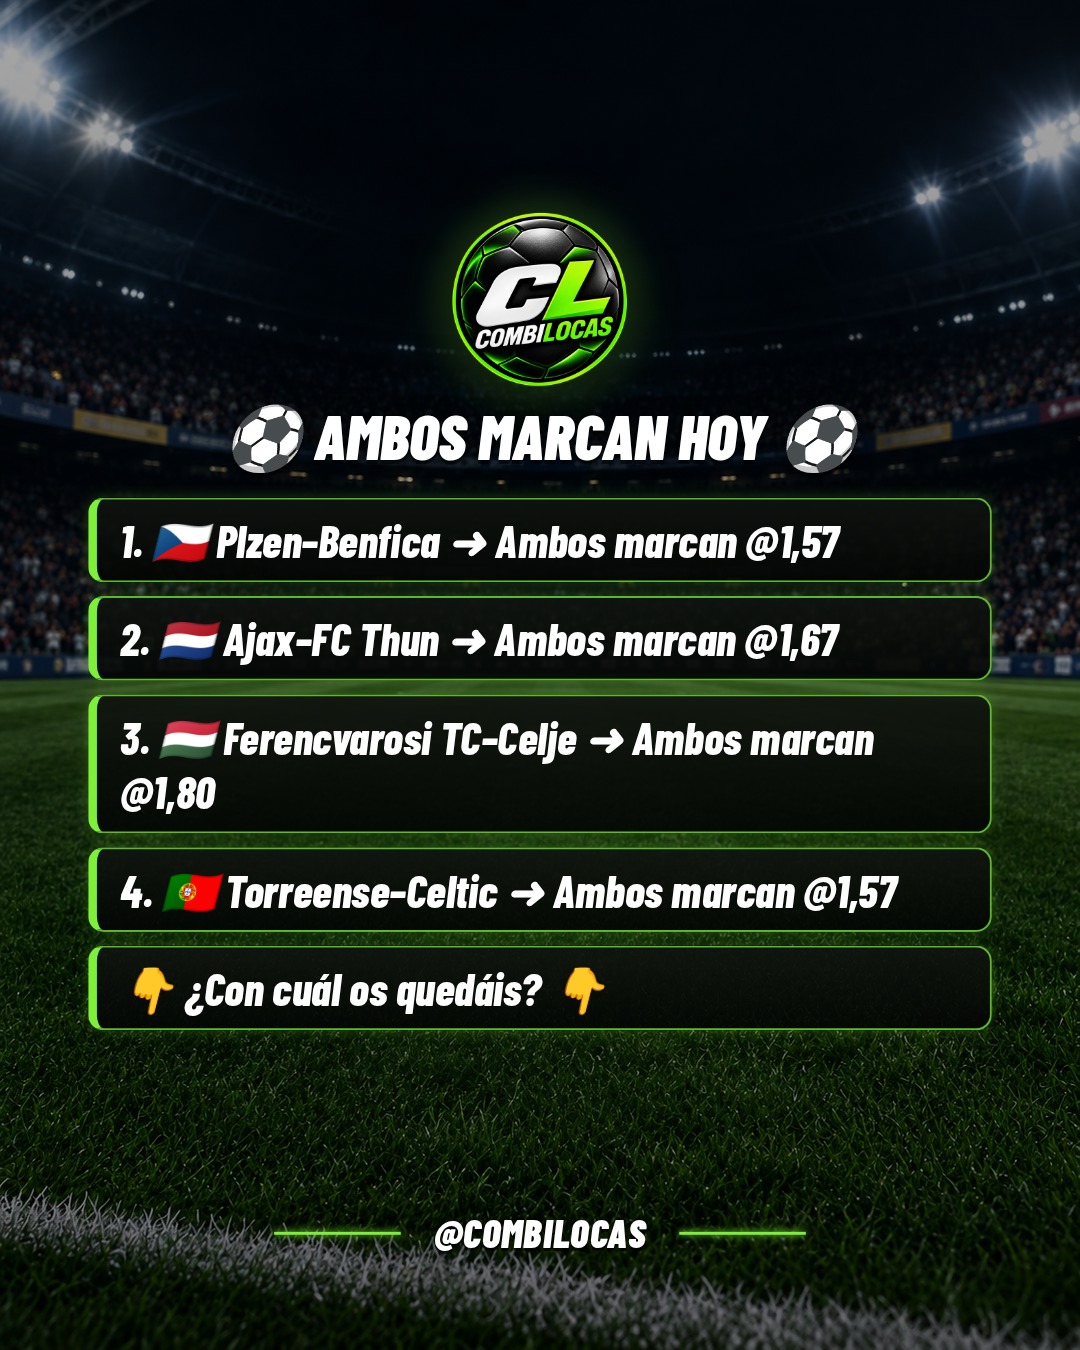 CL
COMBILOCAS
⚽ AMBOS MARCAN HOY ⚽
1. 🇨🇿 Plzen-Benfica ➜ Ambos marcan @1,57
2. 🇳🇱 Ajax-FC Thun ➜ Ambos marcan @1,67
3. 🇭🇺 Ferencvarosi TC-Celje ➜ Ambos marcan
@1,80
4. 🇵🇹 Torreense-Celtic ➜ Ambos marcan @1,57
👇 ¿Con cuál os quedáis? 👇
@COMBILOCAS